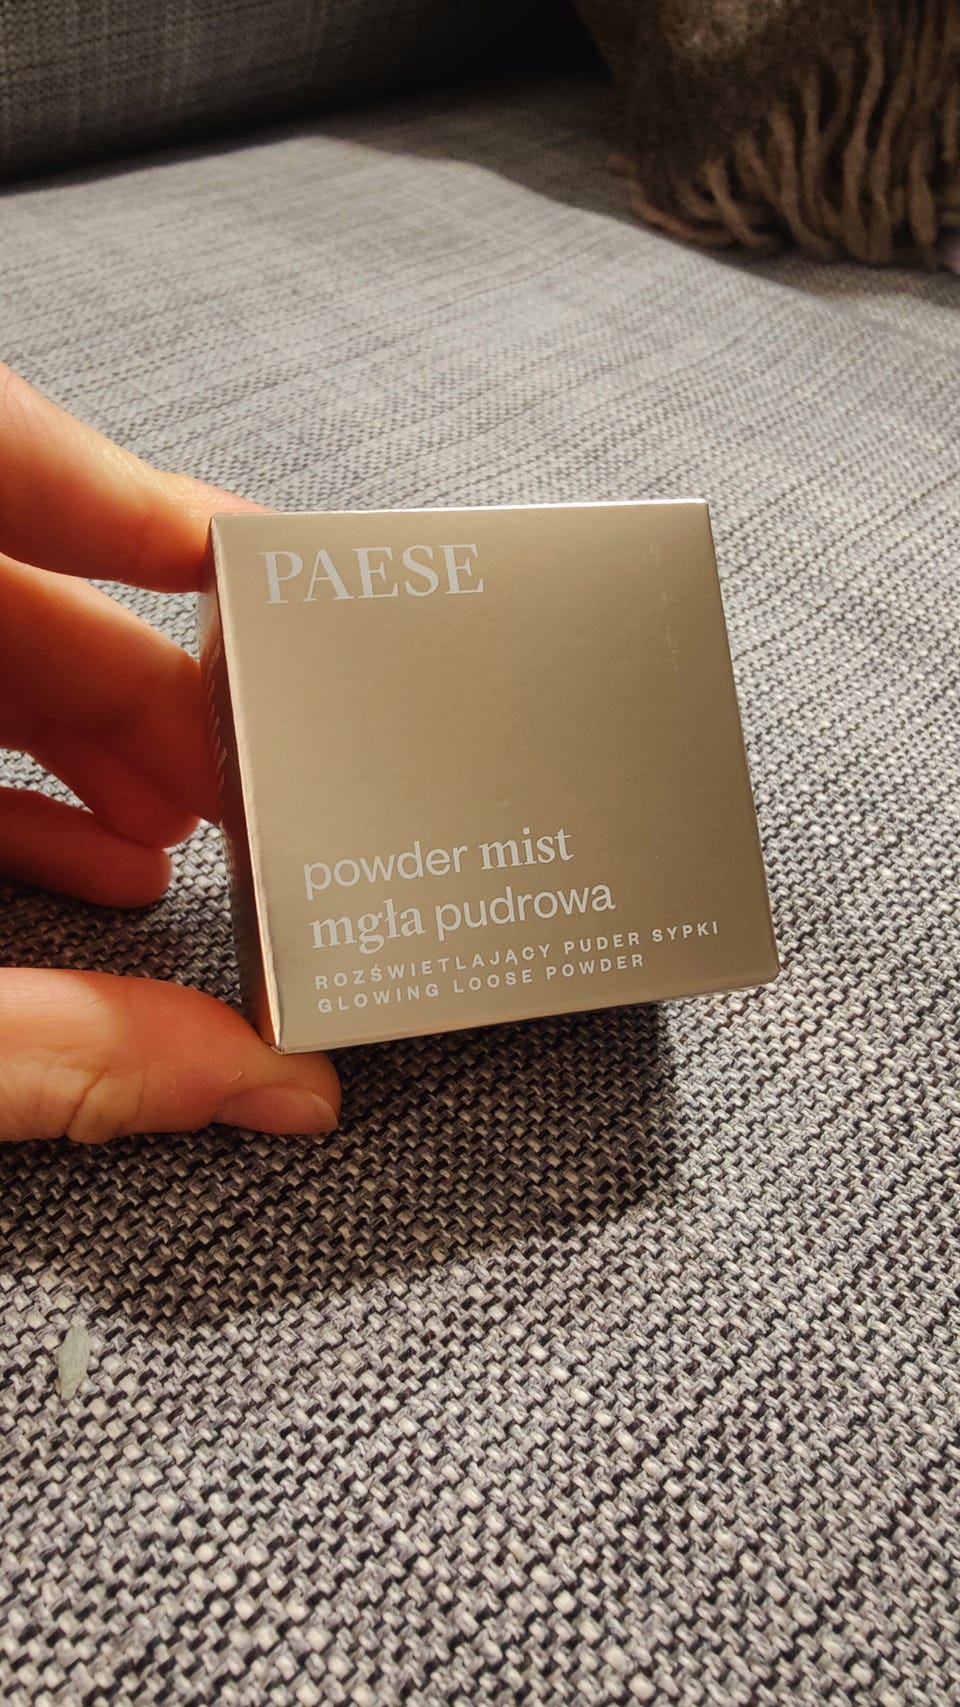 PAESE
powder mist
mgła pudrowa
ROZŚWIETLAJĄCY PUDER SYPKI
GLOWING LOOSE POWDER